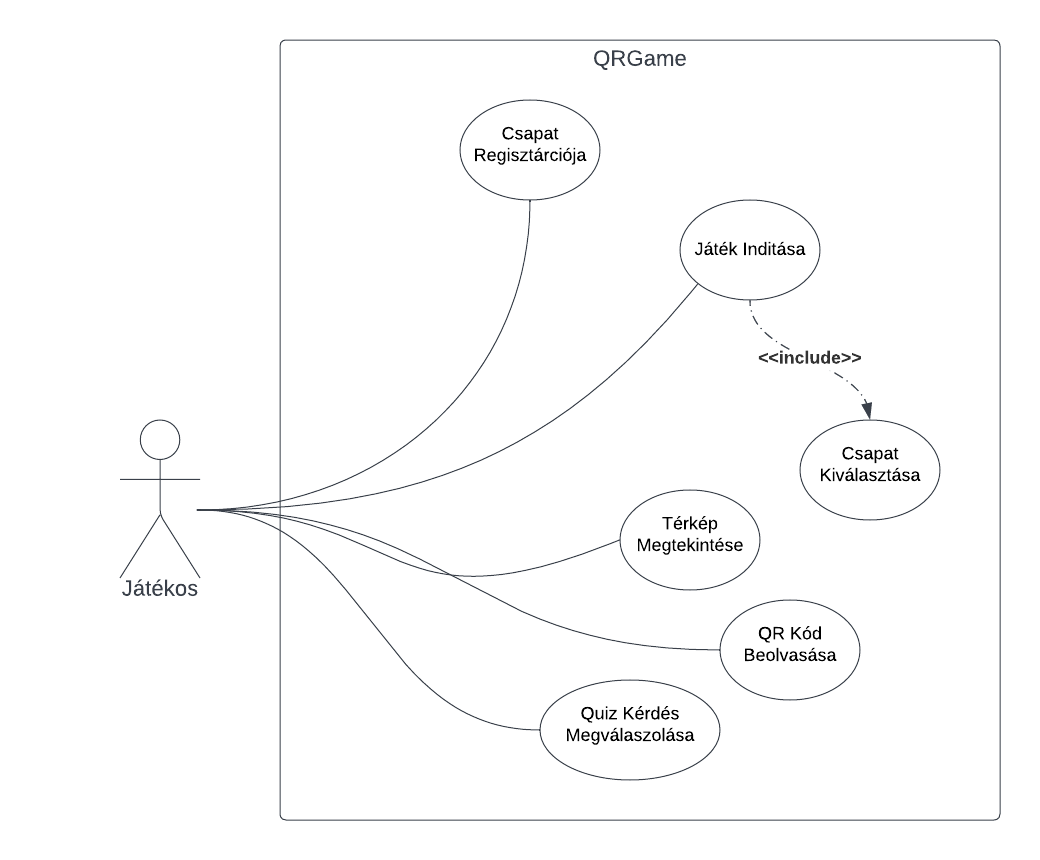 QRGame
Csapat
Regisztárciója
Játék Inditása
<<include>>
Csapat
Kiválasztása
Térkép
Megtekintése
Játékos
QR Kód
Beolvasása
Quiz Kérdés
Megválaszolása